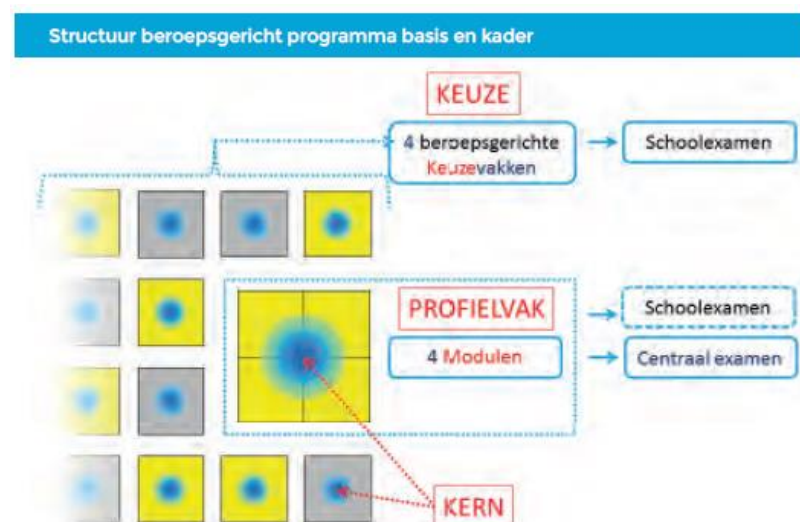 Structuur beroepsgericht programma basis en kader
KEUZE
4 beroepsgerichte
Keuzevakken
Schoolexamen
PROFIELVAK
4 Modulen
Schoolexamen
Centraal examen
KERN